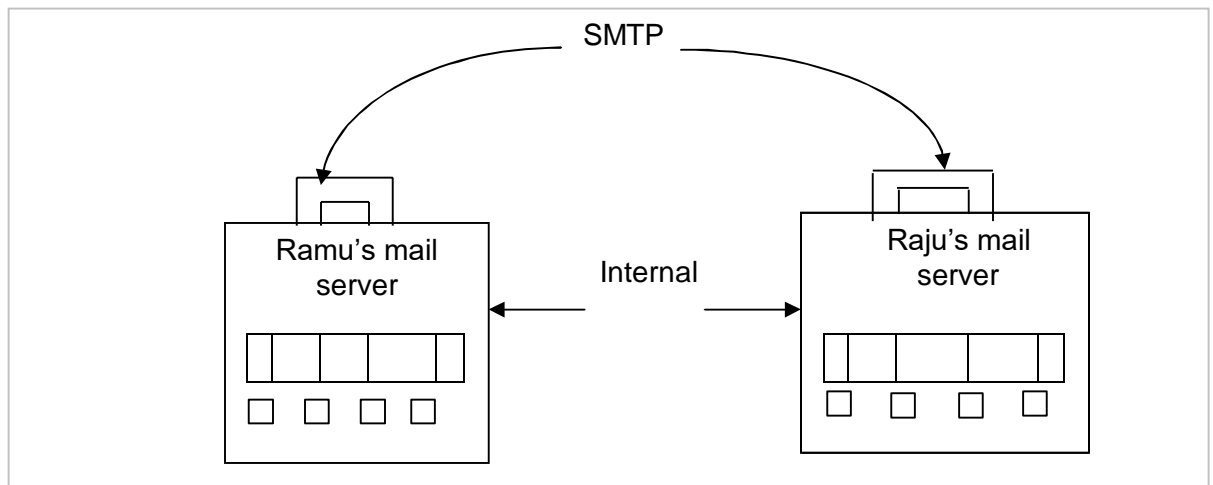 SMTP
Ramu’s mail
server
Internal
Raju’s mail
server